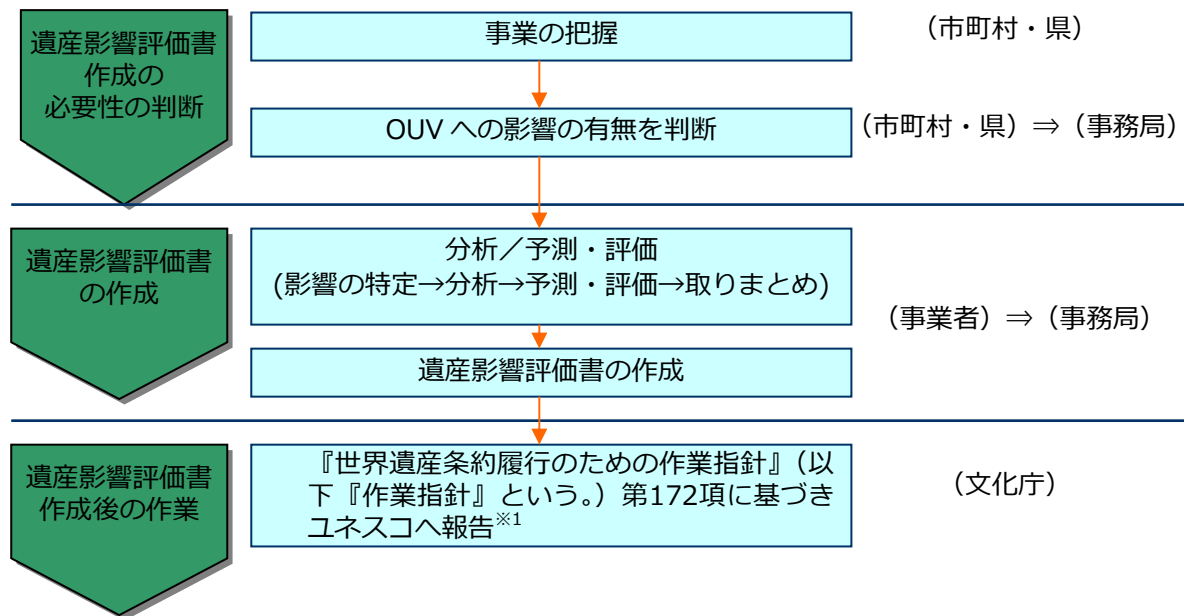 遺産影響評価書
作成の
必要性の判断
事業の把握
（市町村・県）
OUV への影響の有無を判断
（市町村・県）⇒（事務局）
遺産影響評価書
の作成
分析／予測・評価
(影響の特定→分析→予測・評価→取りまとめ)
（事業者）⇒（事務局）
遺産影響評価書の作成
遺産影響評価書
作成後の作業
『世界遺産条約履行のための作業指針』（以
下『作業指針』という。）第172項に基づき
ユネスコへ報告※1
（文化庁）